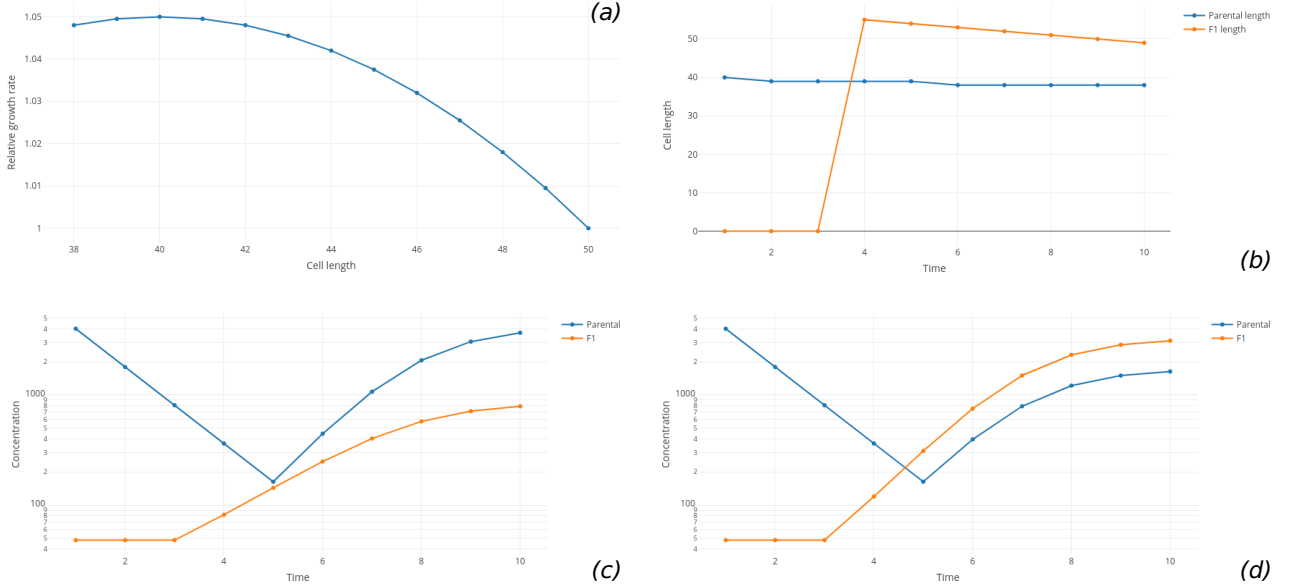 (a)
1.05
1.04
1.03
1.02
1.01
1
Relative growth rate
38 40 42 44 46 48 50
Cell length
Parental length
F1 length
50
40
30
20
10
0
Cell length
2 4 6 8 10
Time
(b)
5
4
3
2
1000
9
8
7
6
5
4
3
2
100
9
8
7
6
5
4
Concentration
Parental
F1
2 4 6 8 10
Time
(c)
5
4
3
2
1000
9
8
7
6
5
4
3
2
100
9
8
7
6
5
4
Concentration
Parental
F1
2 4 6 8 10
Time
(d)